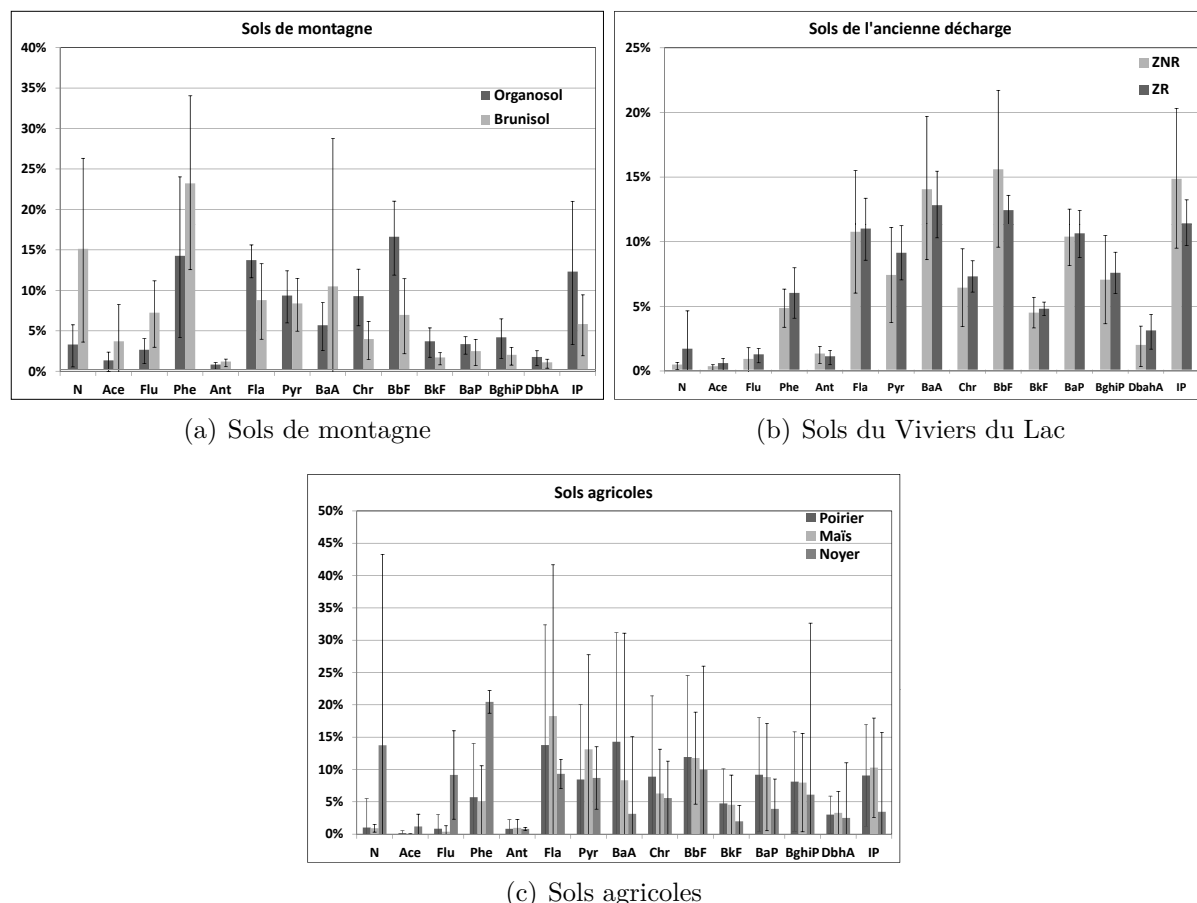 Sols de montagne
40%
35%
30%
25%
20%
15%
10%
5%
0%
Organosol
Brunisol
N Ace Flu Phe Ant Fla Pyr BaA Chr BbF BkF BaP BghiP DbhA IP
(a) Sols de montagne
Sols de l'ancienne décharge
25%
20%
15%
10%
5%
0%
ZNR
ZR
N Ace Flu Phe Ant Fla Pyr BaA Chr BbF BkF BaP BghiP DbahA IP
(b) Sols du Viviers du Lac
Sols agricoles
50%
45%
40%
35%
30%
25%
20%
15%
10%
5%
0%
Poirier
Maïs
Noyer
N Ace Flu Phe Ant Fla Pyr BaA Chr BbF BkF BaP BghiP DbhA IP
(c) Sols agricoles